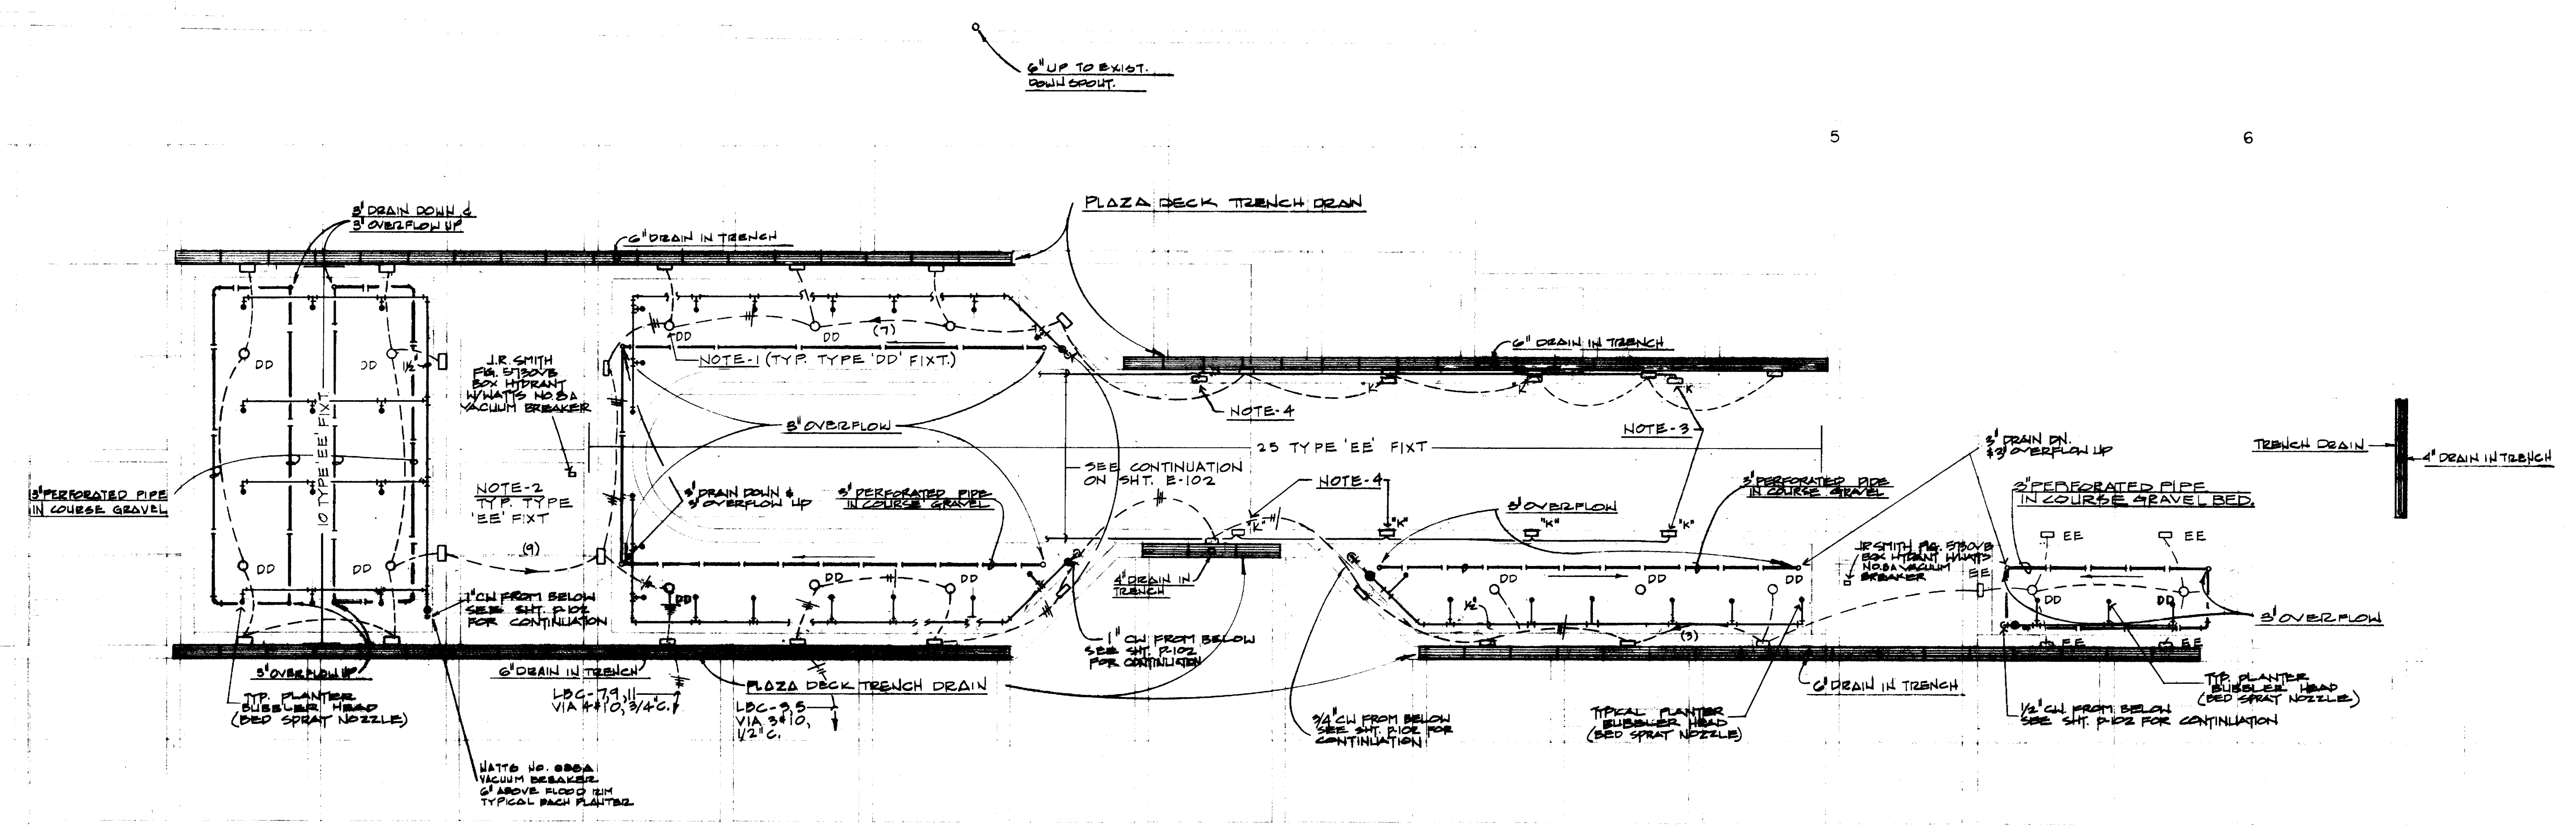 6" UP TO EXIST.
DOWN SPOUT.
5
6
PLAZA DECK TRENCH DRAIN
3" DRAIN DOWN &
3" OVERFLOW UP
6" DRAIN IN TRENCH
(7)
DD
DD
DD
NOTE-1 (TYP. TYPE 'DD' FIXT.)
6" DRAIN IN TRENCH
DD
DD
1/2"
J.R. SMITH
FIG. 5730VB
BOX HYDRANT
W/WATTS NO. 8A
VACUUM BREAKER
10 TYPE 'EE' FIXT
"K"
"K"
"K"
NOTE-4
3" OVERFLOW
NOTE-3
25 TYPE 'EE' FIXT
3" DRAIN DN.
& 3" OVERFLOW UP
TRENCH DRAIN
4" DRAIN IN TRENCH
SEE CONTINUATION
ON SHT. E-102
3" PERFORATED PIPE
IN COURSE GRAVEL
NOTE-2
TYP. TYPE
'EE' FIXT
3" DRAIN DOWN &
3" OVERFLOW UP
3" PERFORATED PIPE
IN COURSE GRAVEL
NOTE-4
3" PERFORATED PIPE
IN COURSE GRAVEL
3" PERFORATED PIPE
IN COURSE GRAVEL BED.
3" OVERFLOW
"K"
"K"
"K"
"K"
EE
EE
(9)
J.R. SMITH FIG. 5730VB
BOX HYDRANT W/WATTS
NO. 8A VACUUM
BREAKER
EE
DD
DD
DD
DD
DD
DD
DD
DD
4" DRAIN IN
TRENCH
1" CW FROM BELOW
SEE SHT. P-102
FOR CONTINUATION
DD
1/2"
DD
DD
3" OVERFLOW
(3)
1" CW FROM BELOW
SEE SHT. P-102
FOR CONTINUATION
EE
EE
3" OVERFLOW UP
6" DRAIN IN TRENCH
PLAZA DECK TRENCH DRAIN
6" DRAIN IN TRENCH
TYP. PLANTER
BUBBLER HEAD
(BED SPRAY NOZZLE)
LBC-7,9,11
VIA 4#10, 3/4"C.
LBC-3,5
VIA 3#10,
1/2"C.
3/4" CW FROM BELOW
SEE SHT. P-102 FOR
CONTINUATION
TYPICAL PLANTER
BUBBLER HEAD
(BED SPRAY NOZZLE)
TYP. PLANTER
BUBBLER HEAD
(BED SPRAY NOZZLE)
1/2" CW. FROM BELOW
SEE SHT. P-102 FOR CONTINUATION
WATTS NO.
VACUUM BREAKER
6" ABOVE FLOOD RIM
TYPICAL EACH PLANTER